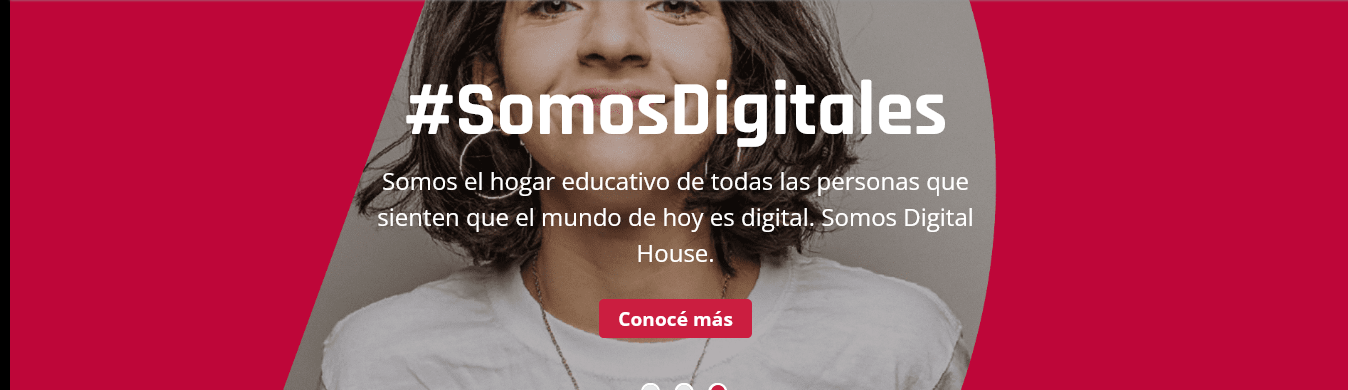 #SomosDigitales
Somos el hogar educativo de todas las personas que
sienten que el mundo de hoy es digital. Somos Digital
House.
Conocé más